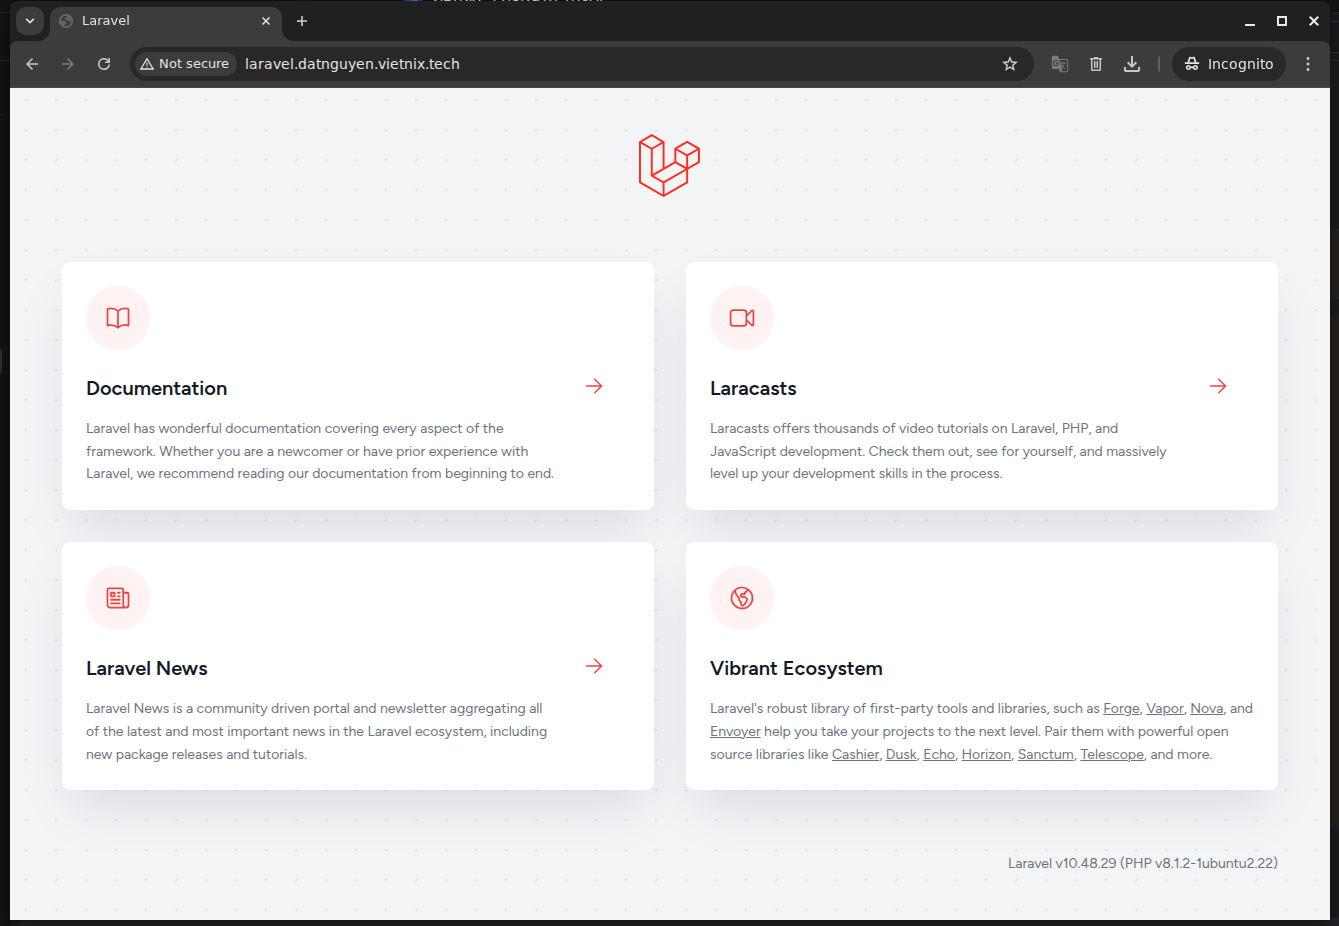 Laravel
Not secure
laravel.datnguyen.vietnix.tech
Incognito
Documentation
Laravel has wonderful documentation covering every aspect of the
framework. Whether you are a newcomer or have prior experience with
Laravel, we recommend reading our documentation from beginning to end.
Laracasts
Laracasts offers thousands of video tutorials on Laravel, PHP, and
JavaScript development. Check them out, see for yourself, and massively
level up your development skills in the process.
Laravel News
Laravel News is a community driven portal and newsletter aggregating all
of the latest and most important news in the Laravel ecosystem, including
new package releases and tutorials.
Vibrant Ecosystem
Laravel's robust library of first-party tools and libraries, such as Forge, Vapor, Nova, and
Envoyer help you take your projects to the next level. Pair them with powerful open
source libraries like Cashier, Dusk, Echo, Horizon, Sanctum, Telescope, and more.
Laravel v10.48.29 (PHP v8.1.2-1ubuntu2.22)